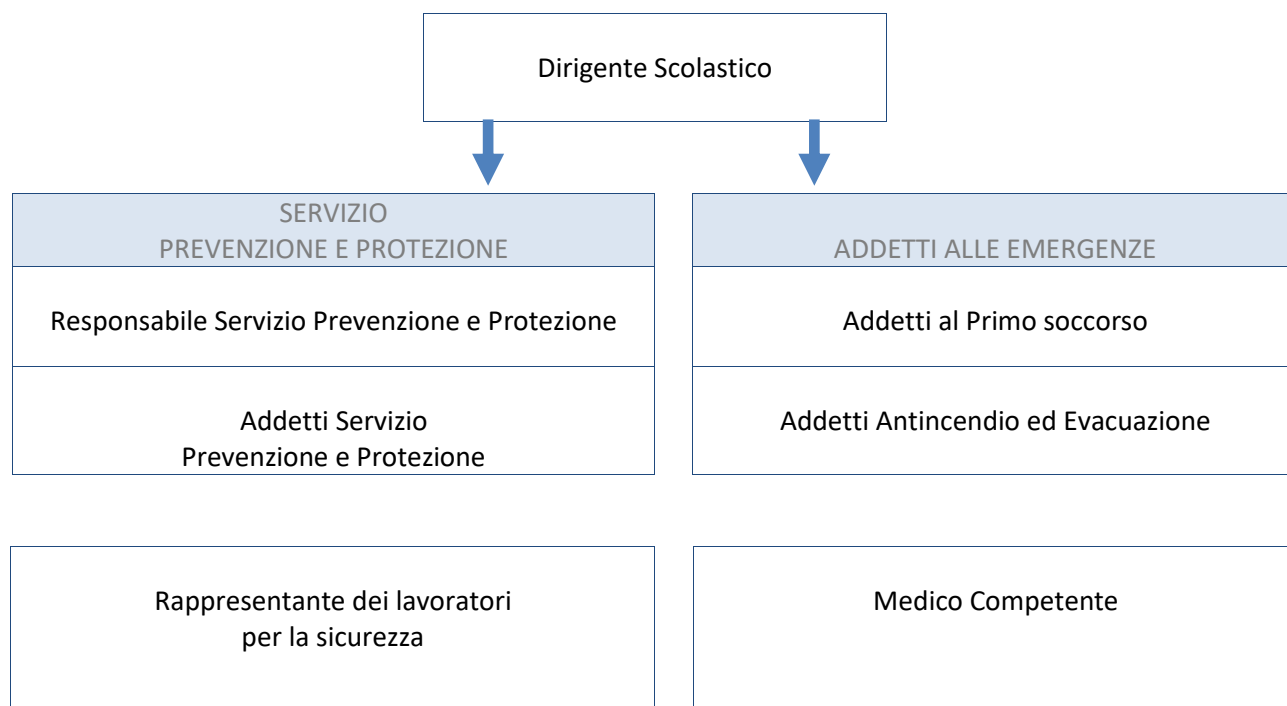 Dirigente Scolastico
SERVIZIO
PREVENZIONE E PROTEZIONE
ADDETTI ALLE EMERGENZE
Responsabile Servizio Prevenzione e Protezione
Addetti al Primo soccorso
Addetti Servizio
Prevenzione e Protezione
Addetti Antincendio ed Evacuazione
Rappresentante dei lavoratori
per la sicurezza
Medico Competente